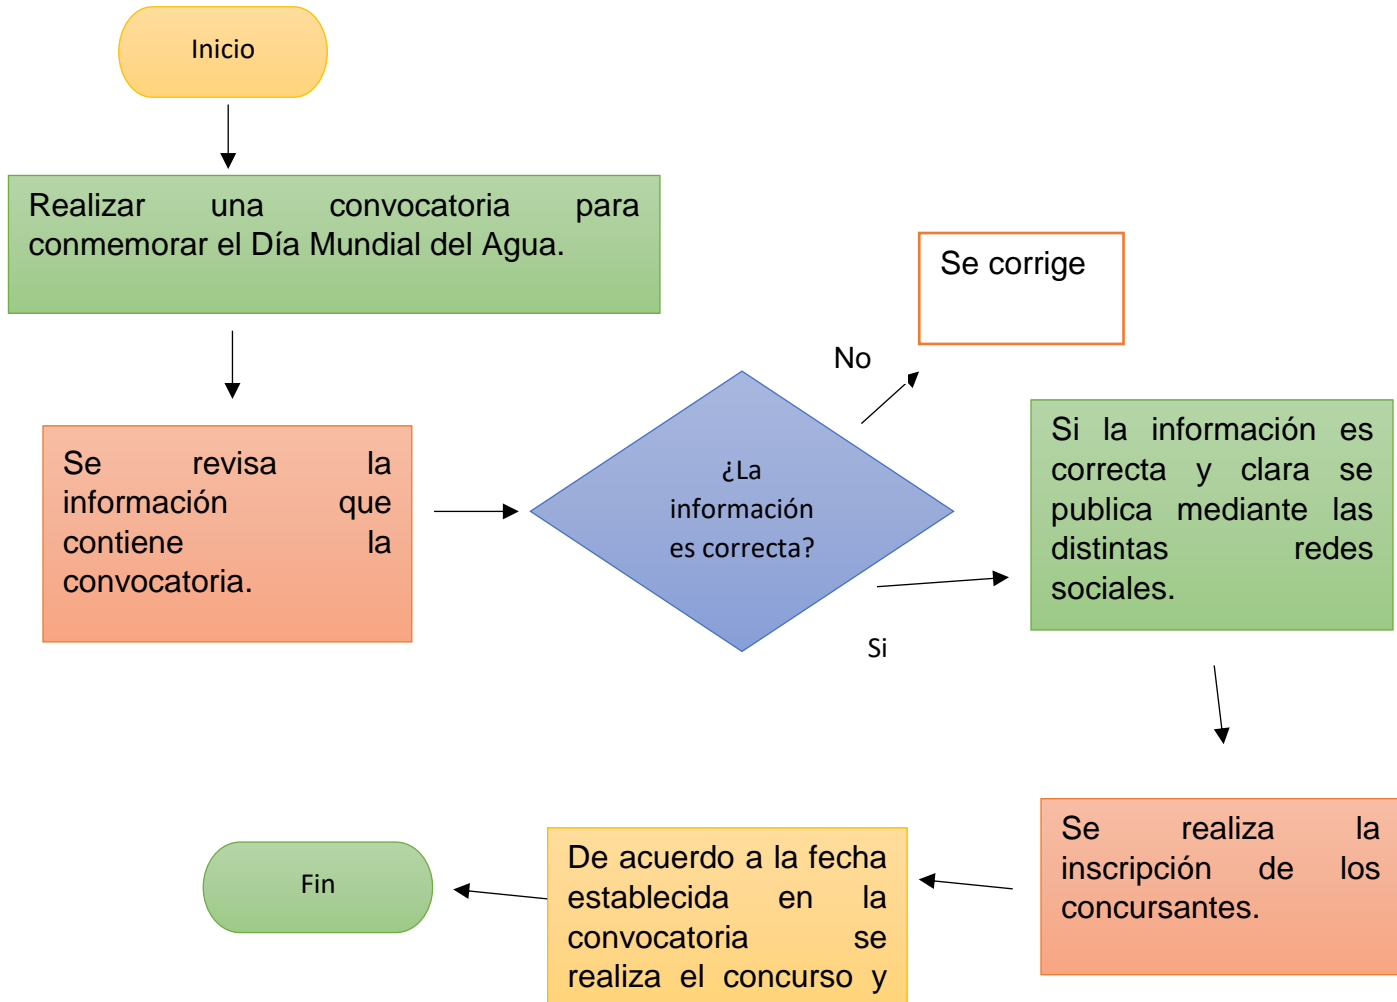 Inicio
Realizar una convocatoria para
conmemorar el Día Mundial del Agua.
Se corrige
No
Se revisa la
información que
contiene la
convocatoria.
¿La
información
es correcta?
Si la información es
correcta y clara se
publica mediante las
distintas redes
sociales.
Si
Se realiza la
inscripción de los
concursantes.
De acuerdo a la fecha
establecida en la
convocatoria se
realiza el concurso y
Fin